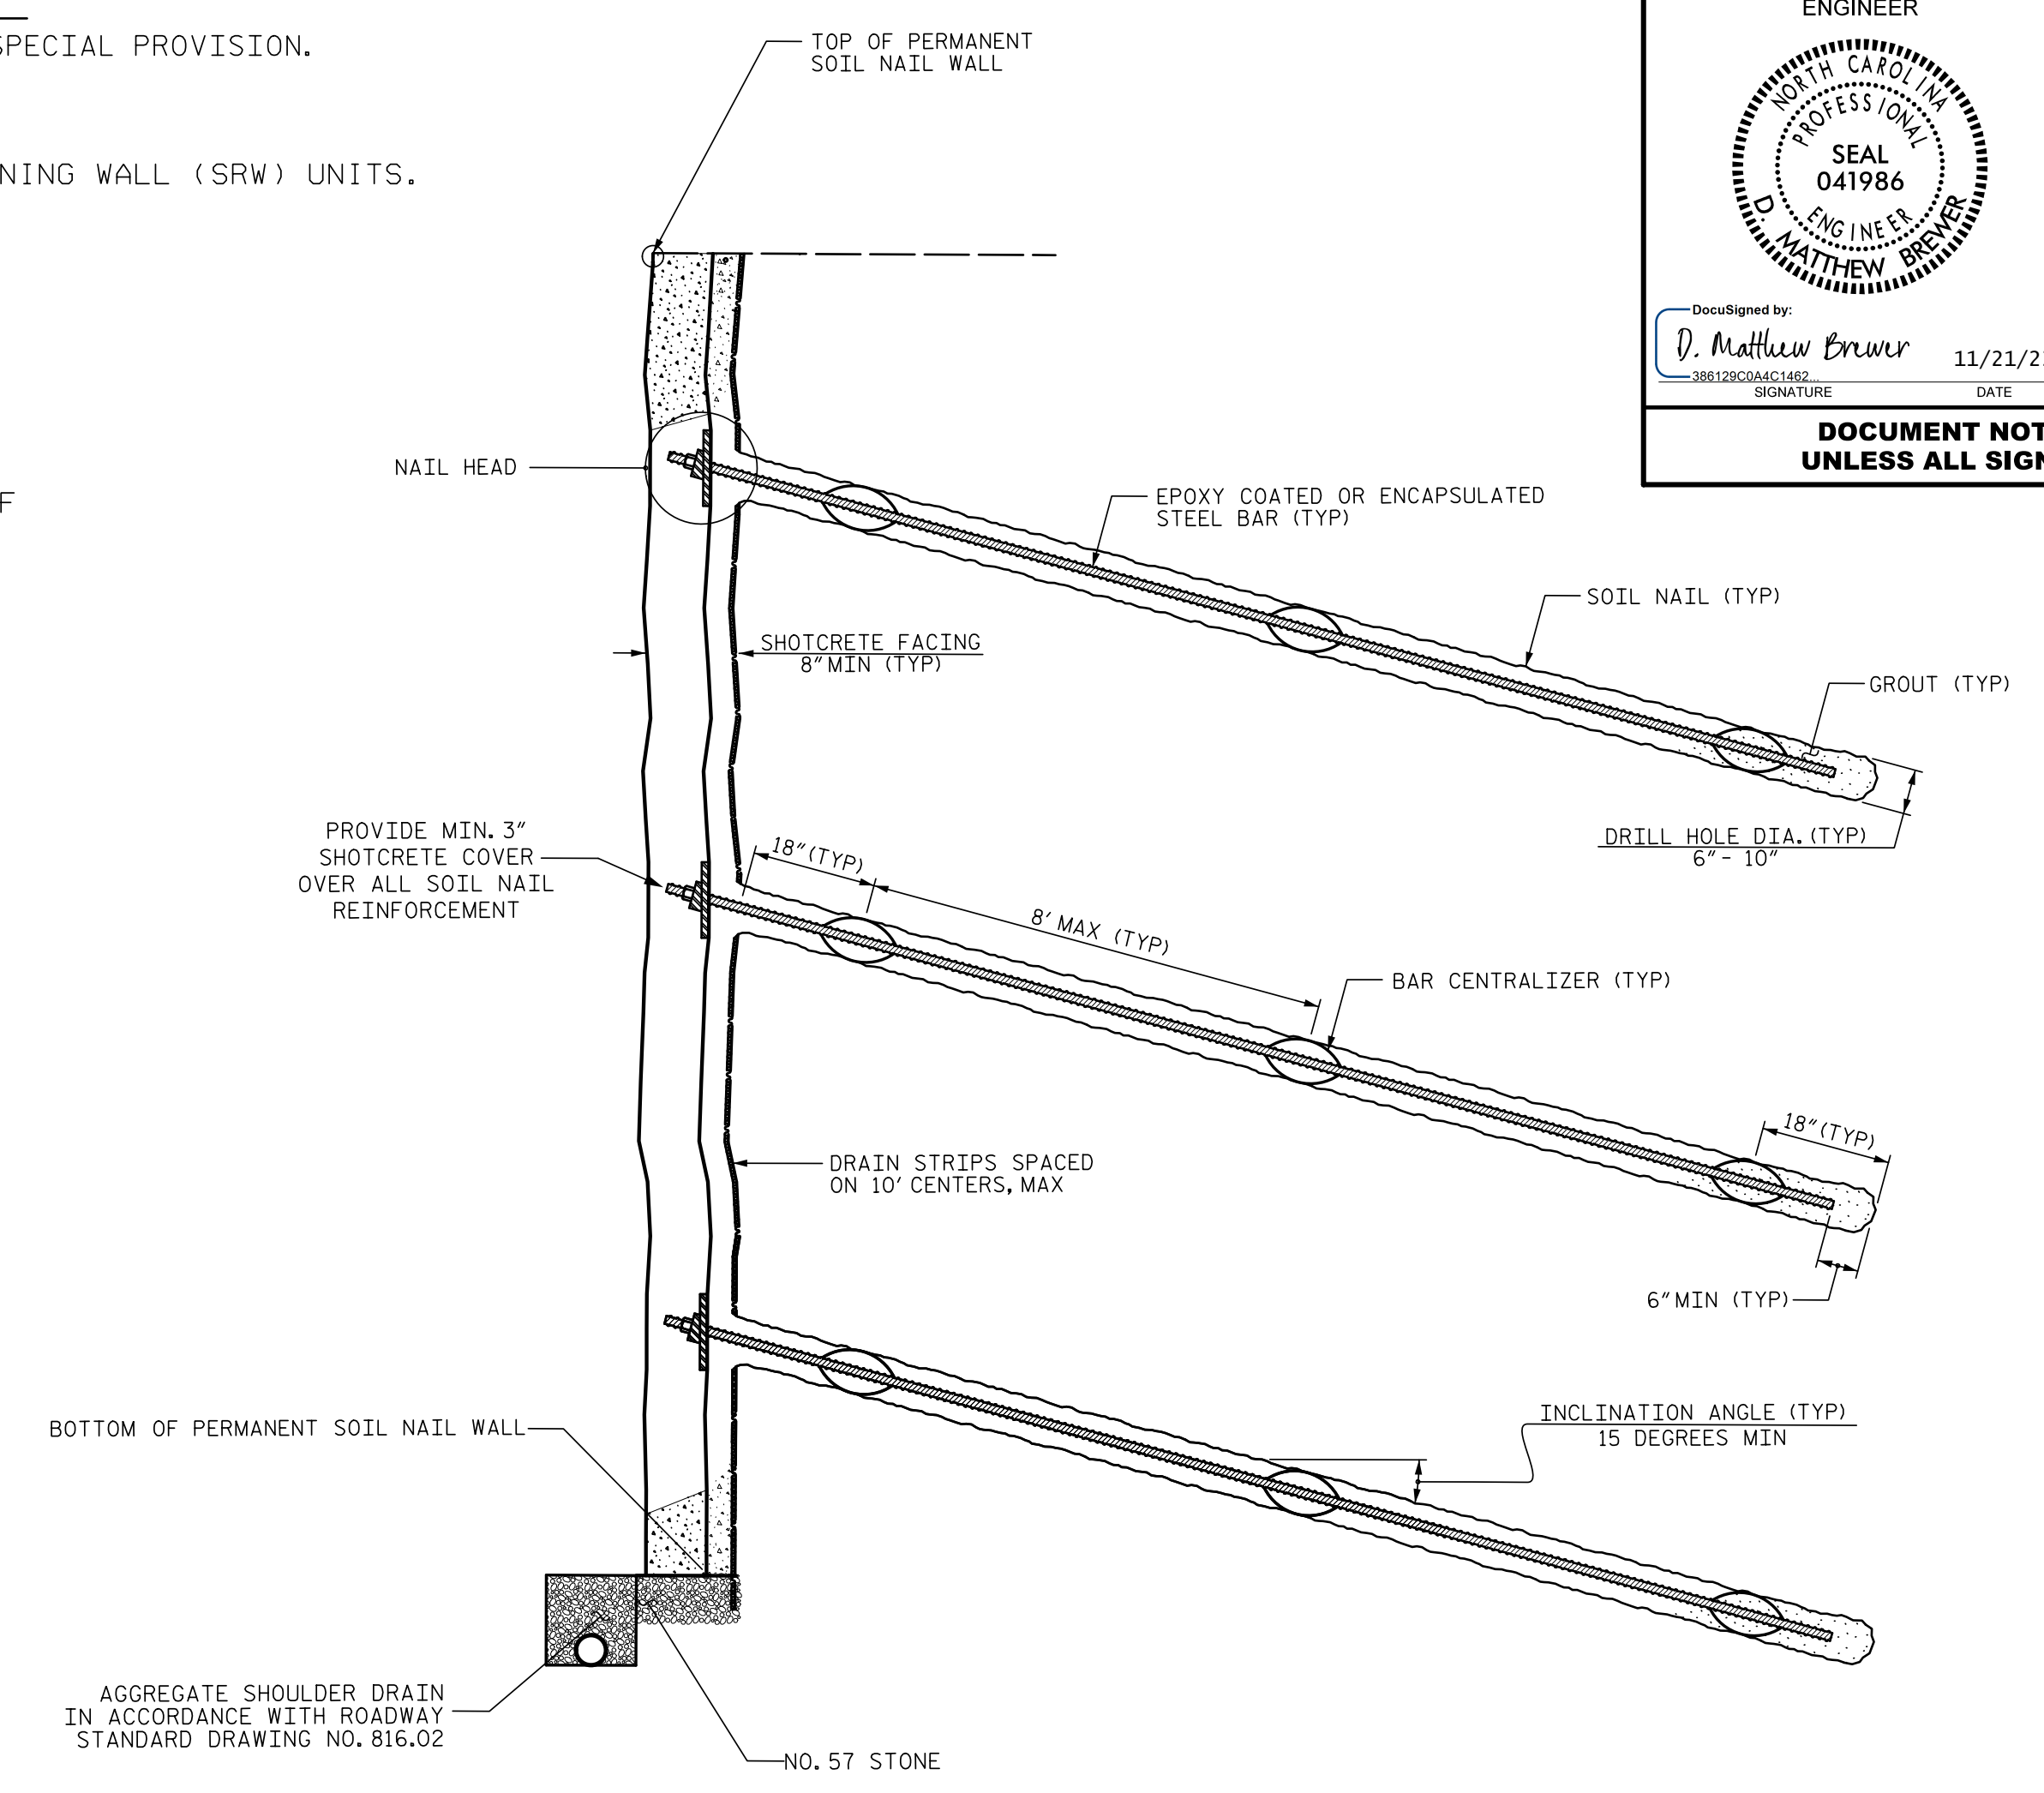 SPECIAL PROVISION.
NING WALL (SRW) UNITS.
F
TOP OF PERMANENT
SOIL NAIL WALL
ENGINEER
NORTH CAROLINA
PROFESSIONAL
SEAL
041986
ENGINEER
D. MATTHEW BREWER
DocuSigned by:
D. Matthew Brewer
386129C0A4C1462...
SIGNATURE
DATE
DOCUMENT NOT
UNLESS ALL SIGN
NAIL HEAD
EPOXY COATED OR ENCAPSULATED
STEEL BAR (TYP)
SOIL NAIL (TYP)
SHOTCRETE FACING
8" MIN (TYP)
GROUT (TYP)
DRILL HOLE DIA. (TYP)
6" - 10"
PROVIDE MIN. 3"
SHOTCRETE COVER
OVER ALL SOIL NAIL
REINFORCEMENT
18" (TYP)
8' MAX (TYP)
BAR CENTRALIZER (TYP)
18" (TYP)
DRAIN STRIPS SPACED
ON 10' CENTERS, MAX
6" MIN (TYP)
BOTTOM OF PERMANENT SOIL NAIL WALL
INCLINATION ANGLE (TYP)
15 DEGREES MIN
AGGREGATE SHOULDER DRAIN
IN ACCORDANCE WITH ROADWAY
STANDARD DRAWING NO. 816.02
NO. 57 STONE